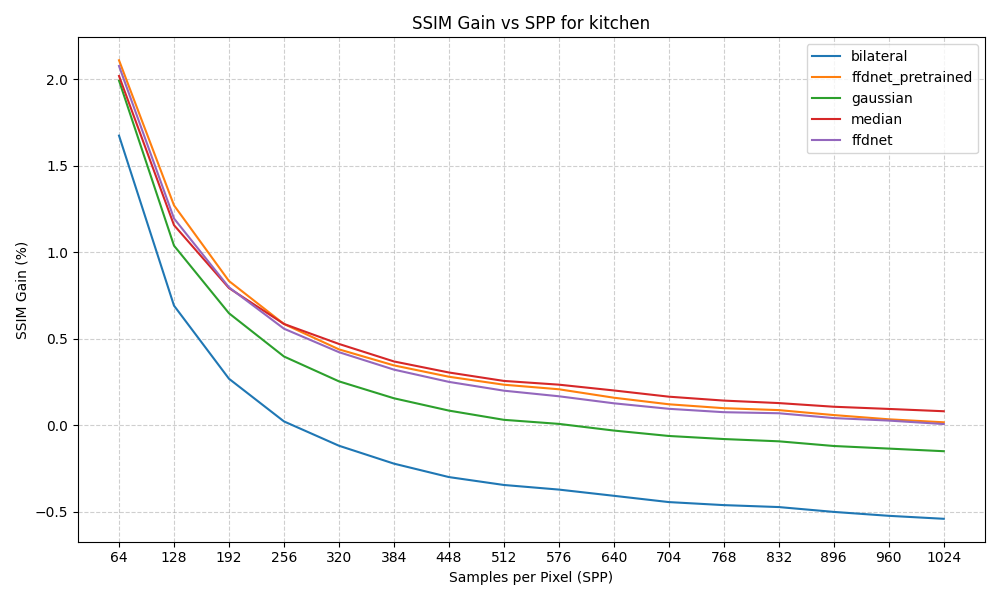 SSIM Gain vs SPP for kitchen
bilateral
ffdnet_pretrained
gaussian
median
ffdnet
SSIM Gain (%)
2.0
1.5
1.0
0.5
0.0
−0.5
64 128 192 256 320 384 448 512 576 640 704 768 832 896 960 1024
Samples per Pixel (SPP)